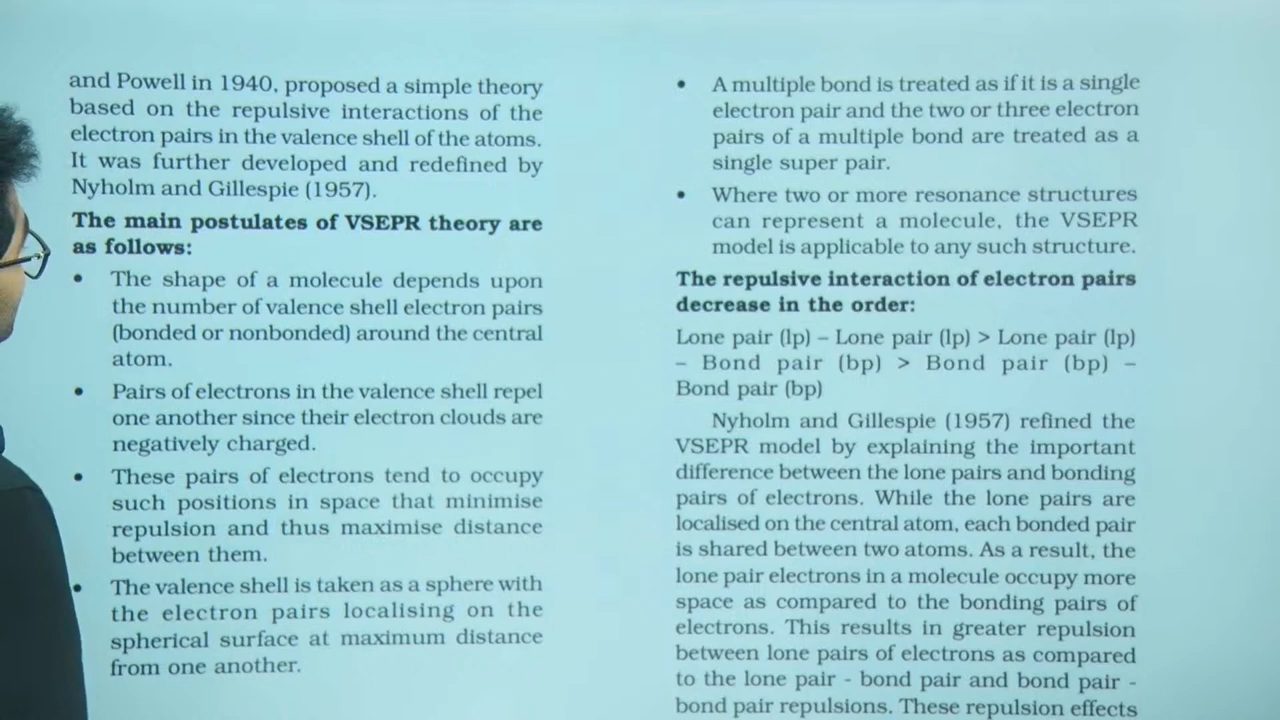 and Powell in 1940, proposed a simple theory
based on the repulsive interactions of the
electron pairs in the valence shell of the atoms.
It was further developed and redefined by
Nyholm and Gillespie (1957).
The main postulates of VSEPR theory are
as follows:
• The shape of a molecule depends upon
the number of valence shell electron pairs
(bonded or nonbonded) around the central
atom.
• Pairs of electrons in the valence shell repel
one another since their electron clouds are
negatively charged.
• These pairs of electrons tend to occupy
such positions in space that minimise
repulsion and thus maximise distance
between them.
• The valence shell is taken as a sphere with
the electron pairs localising on the
spherical surface at maximum distance
from one another.
• A multiple bond is treated as if it is a single
electron pair and the two or three electron
pairs of a multiple bond are treated as a
single super pair.
• Where two or more resonance structures
can represent a molecule, the VSEPR
model is applicable to any such structure.
The repulsive interaction of electron pairs
decrease in the order:
Lone pair (lp) – Lone pair (lp) > Lone pair (lp)
– Bond pair (bp) > Bond pair (bp) –
Bond pair (bp)
Nyholm and Gillespie (1957) refined the
VSEPR model by explaining the important
difference between the lone pairs and bonding
pairs of electrons. While the lone pairs are
localised on the central atom, each bonded pair
is shared between two atoms. As a result, the
lone pair electrons in a molecule occupy more
space as compared to the bonding pairs of
electrons. This results in greater repulsion
between lone pairs of electrons as compared
to the lone pair - bond pair and bond pair -
bond pair repulsions. These repulsion effects